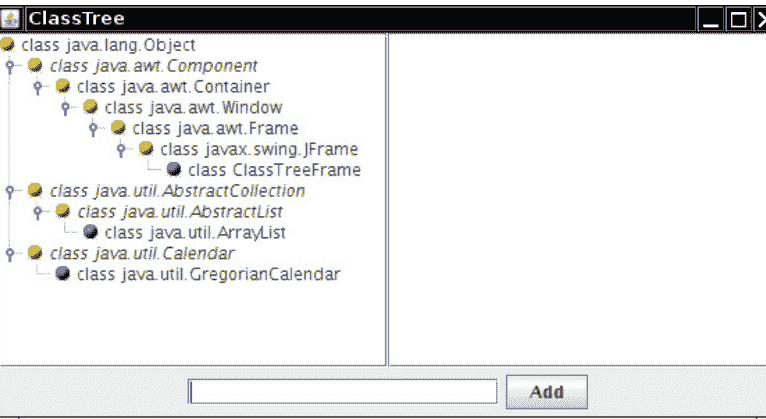 ClassTree
class java.lang.Object
class java.awt.Component
class java.awt.Container
class java.awt.Window
class java.awt.Frame
class javax.swing.JFrame
class ClassTreeFrame
class java.util.AbstractCollection
class java.util.AbstractList
class java.util.ArrayList
class java.util.Calendar
class java.util.GregorianCalendar
Add